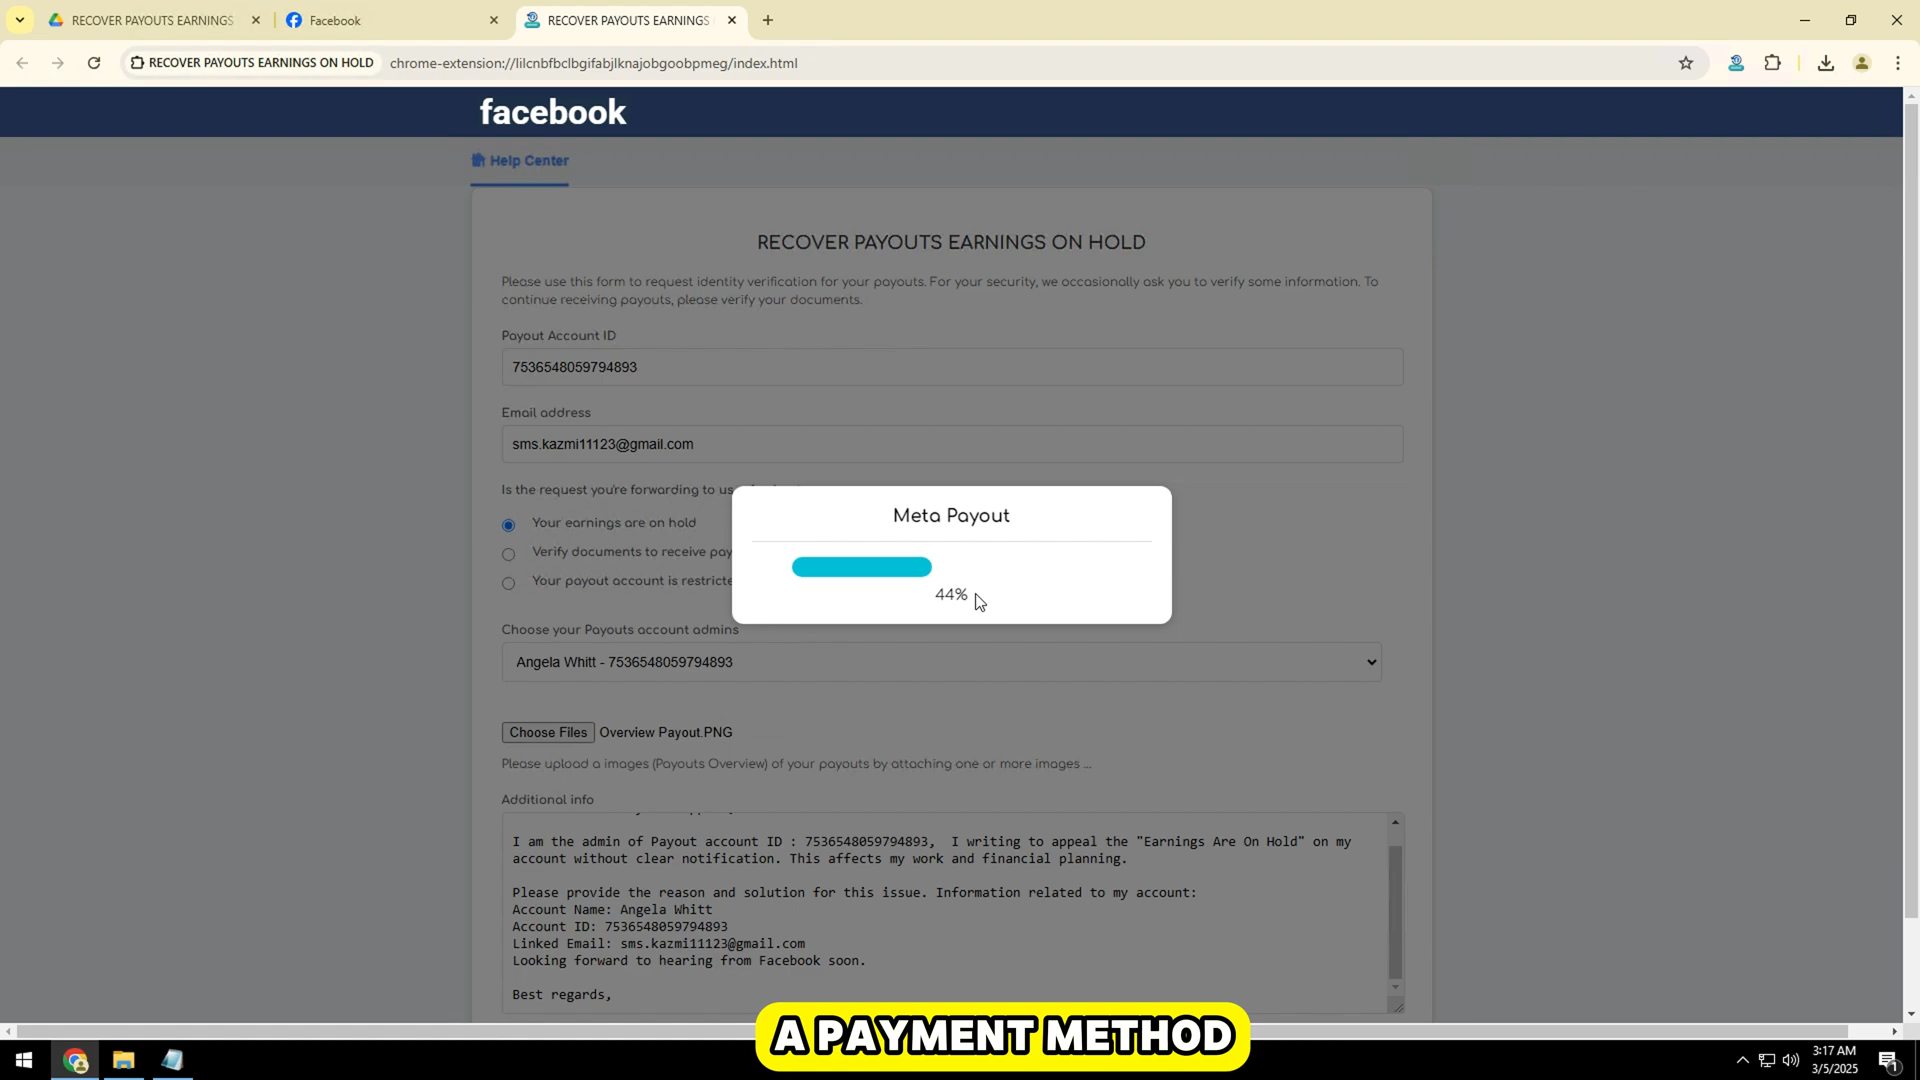 RECOVER PAYOUTS EARNINGS
Facebook
RECOVER PAYOUTS EARNINGS
RECOVER PAYOUTS EARNINGS ON HOLD
chrome-extension://lilcnbfbclbgifabjlknajobgoobpmeg/index.html
facebook
Help Center
RECOVER PAYOUTS EARNINGS ON HOLD
Please use this form to request identity verification for your payouts. For your security, we occasionally ask you to verify some information. To
continue receiving payouts, please verify your documents.
Payout Account ID
7536548059794893
Email address
sms.kazmi11123@gmail.com
Is the request you're forwarding to us
Your earnings are on hold
Verify documents to receive pay
Your payout account is restricte
Meta Payout
44%
Choose your Payouts account admins
Angela Whitt - 7536548059794893
Choose Files Overview Payout.PNG
Please upload a images (Payouts Overview) of your payouts by attaching one or more images ...
Additional info
I am the admin of Payout account ID : 7536548059794893,  I writing to appeal the "Earnings Are On Hold" on my
account without clear notification. This affects my work and financial planning.
Please provide the reason and solution for this issue. Information related to my account:
Account Name: Angela Whitt
Account ID: 7536548059794893
Linked Email: sms.kazmi11123@gmail.com
Looking forward to hearing from Facebook soon.
Best regards,
A PAYMENT METHOD
3:17 AM
3/5/2025
1